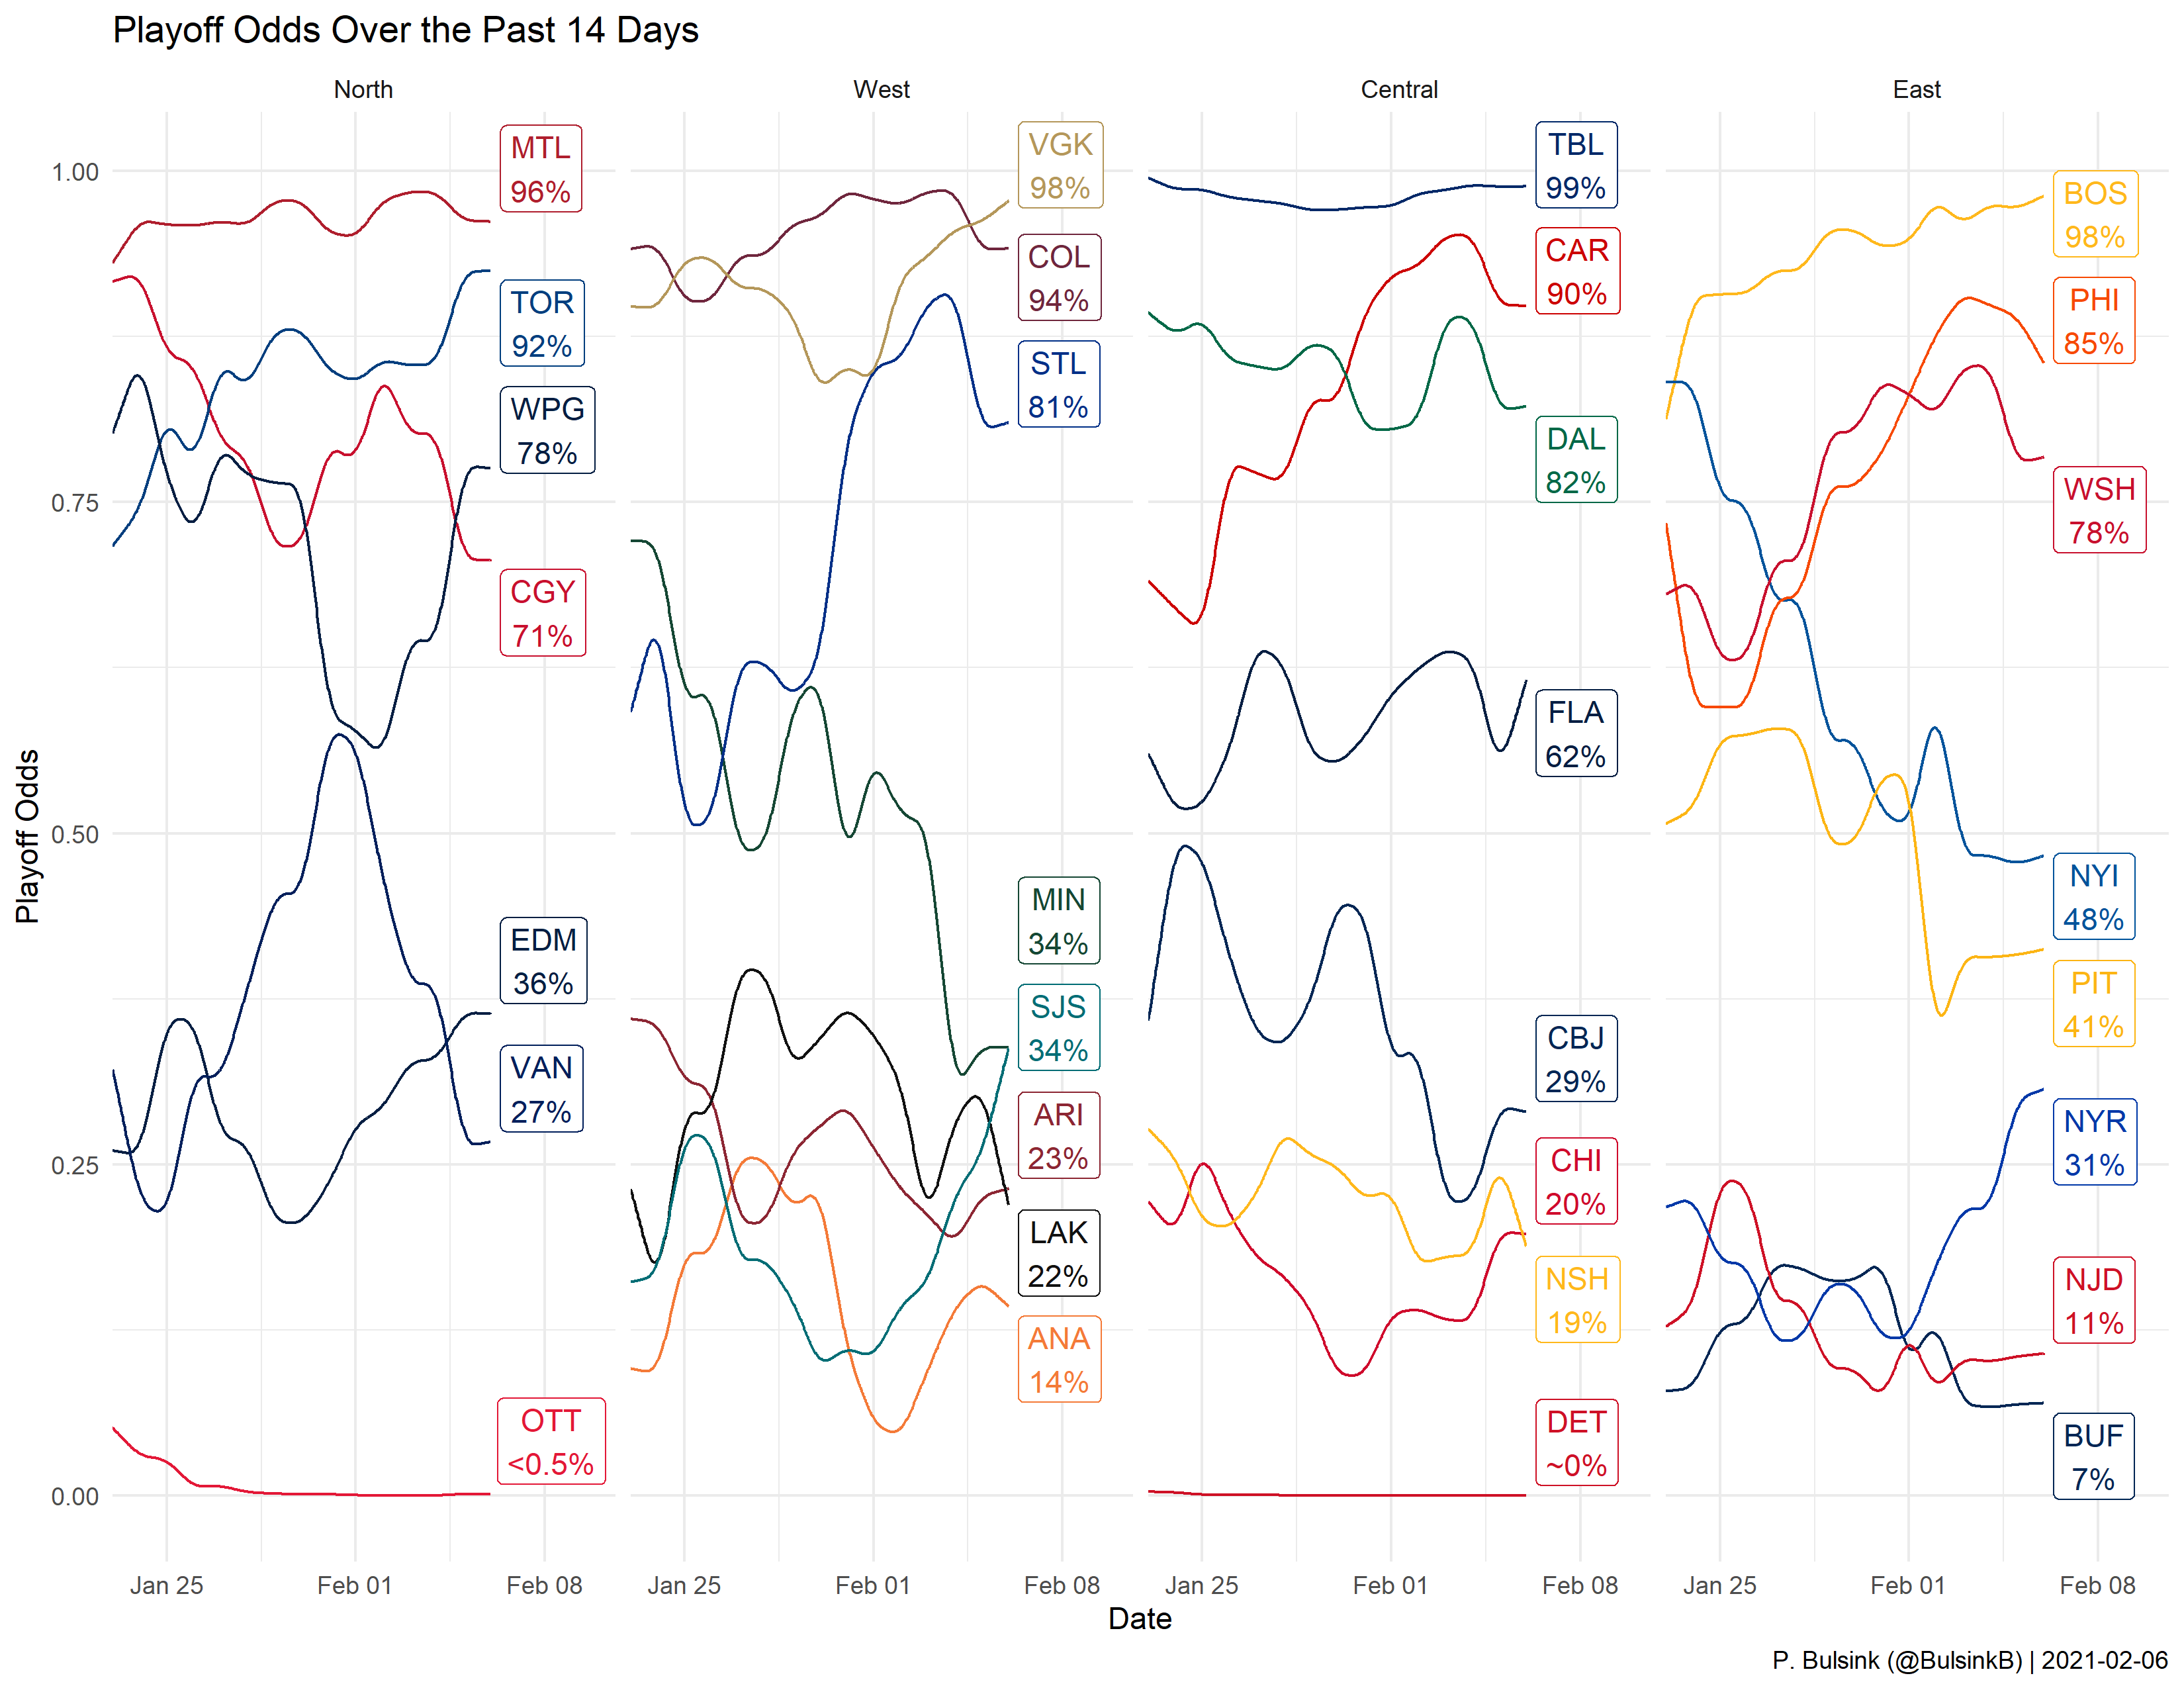 Playoff Odds Over the Past 14 Days
North
West
Central
East
Playoff Odds
1.00
0.75
0.50
0.25
0.00
MTL
96%
TOR
92%
WPG
78%
CGY
71%
EDM
36%
VAN
27%
OTT
<0.5%
VGK
98%
COL
94%
STL
81%
MIN
34%
SJS
34%
ARI
23%
LAK
22%
ANA
14%
TBL
99%
CAR
90%
DAL
82%
FLA
62%
CBJ
29%
CHI
20%
NSH
19%
DET
~0%
BOS
98%
PHI
85%
WSH
78%
NYI
48%
PIT
41%
NYR
31%
NJD
11%
BUF
7%
Jan 25 Feb 01 Feb 08
Jan 25 Feb 01 Feb 08
Jan 25 Feb 01 Feb 08
Jan 25 Feb 01 Feb 08
Date
P. Bulsink (@BulsinkB) | 2021-02-06